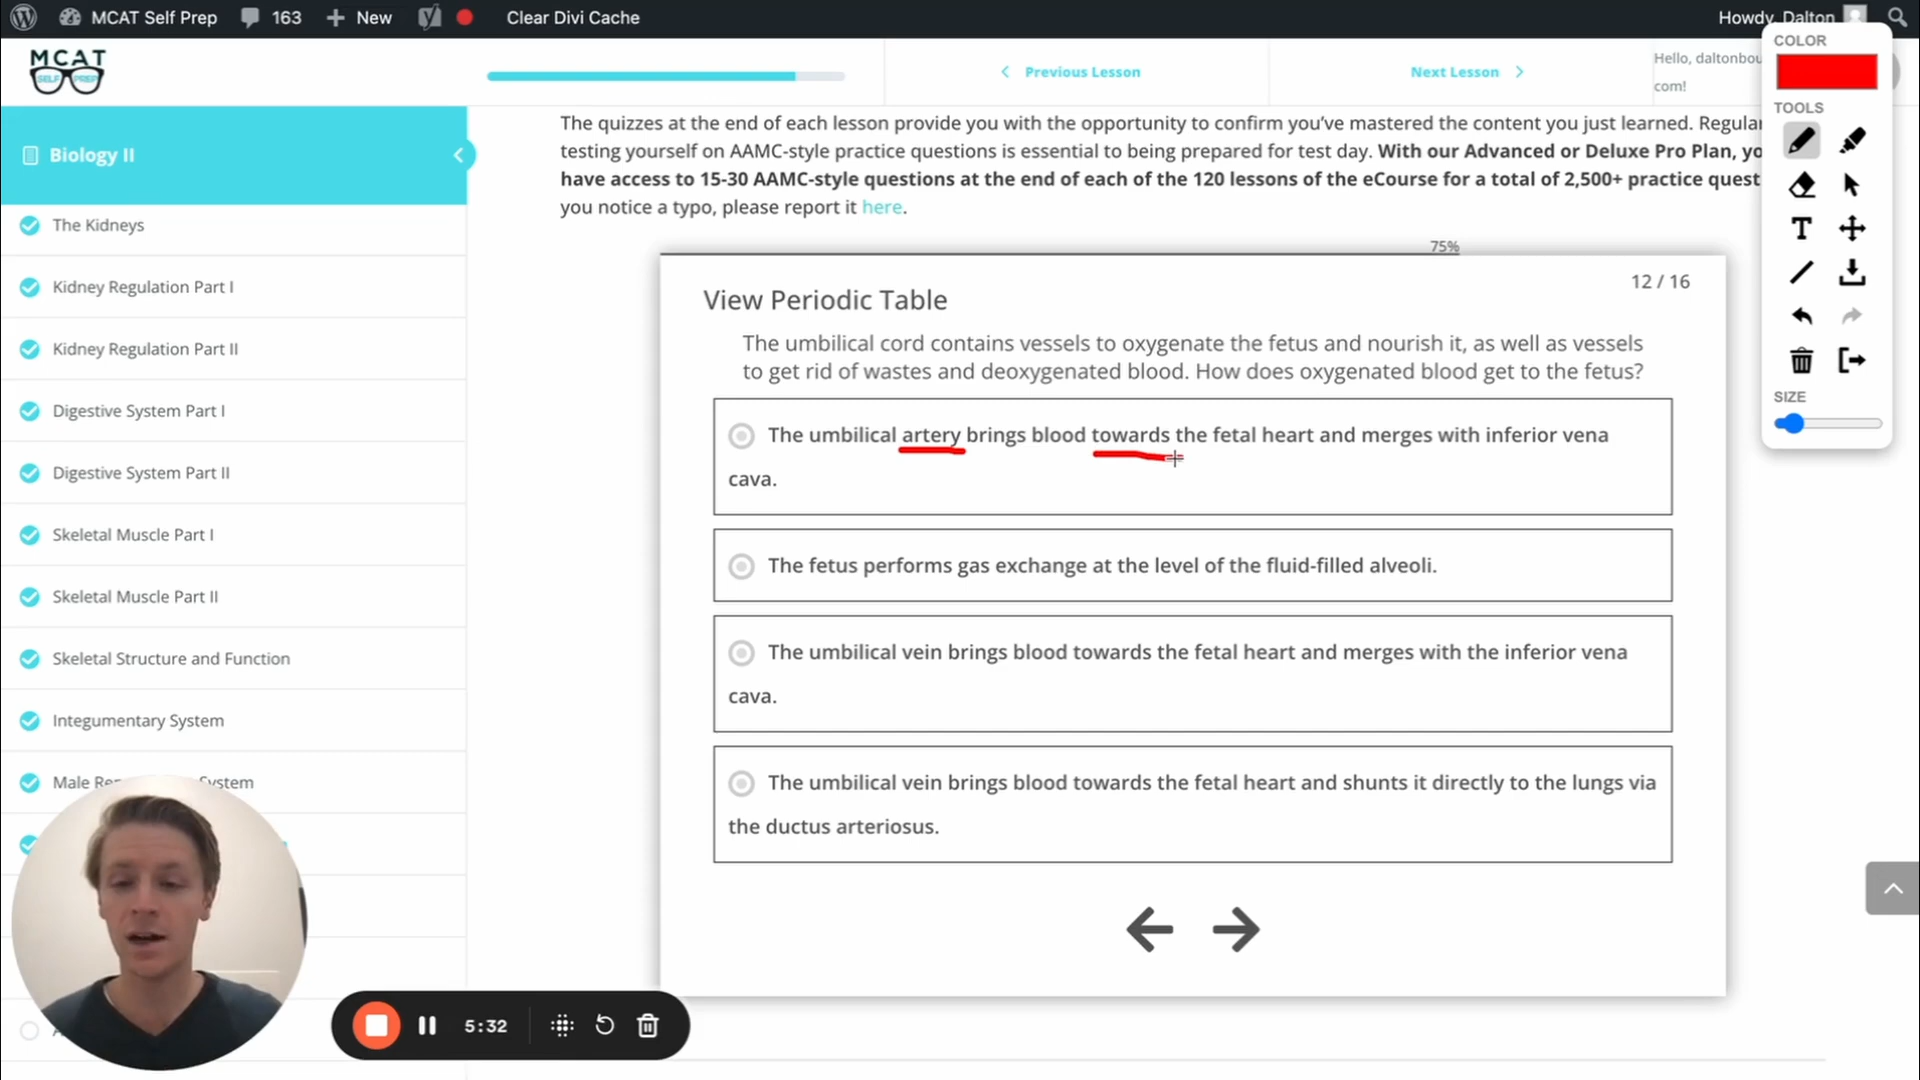 MCAT Self Prep 163 New Clear Divi Cache Howdy, Dalton
MCAT
SELF PREP
Previous Lesson
Next Lesson
Hello, daltonbou
com!
Biology II
The Kidneys
Kidney Regulation Part I
Kidney Regulation Part II
Digestive System Part I
Digestive System Part II
Skeletal Muscle Part I
Skeletal Muscle Part II
Skeletal Structure and Function
Integumentary System
Male Re System
The quizzes at the end of each lesson provide you with the opportunity to confirm you’ve mastered the content you just learned. Regular
testing yourself on AAMC-style practice questions is essential to being prepared for test day. With our Advanced or Deluxe Pro Plan, yo
have access to 15-30 AAMC-style questions at the end of each of the 120 lessons of the eCourse for a total of 2,500+ practice quest
you notice a typo, please report it here.
75%
12 / 16
View Periodic Table
The umbilical cord contains vessels to oxygenate the fetus and nourish it, as well as vessels
to get rid of wastes and deoxygenated blood. How does oxygenated blood get to the fetus?
The umbilical artery brings blood towards the fetal heart and merges with inferior vena
cava.
The fetus performs gas exchange at the level of the fluid-filled alveoli.
The umbilical vein brings blood towards the fetal heart and merges with the inferior vena
cava.
The umbilical vein brings blood towards the fetal heart and shunts it directly to the lungs via
the ductus arteriosus.
COLOR
TOOLS
T
SIZE
5:32